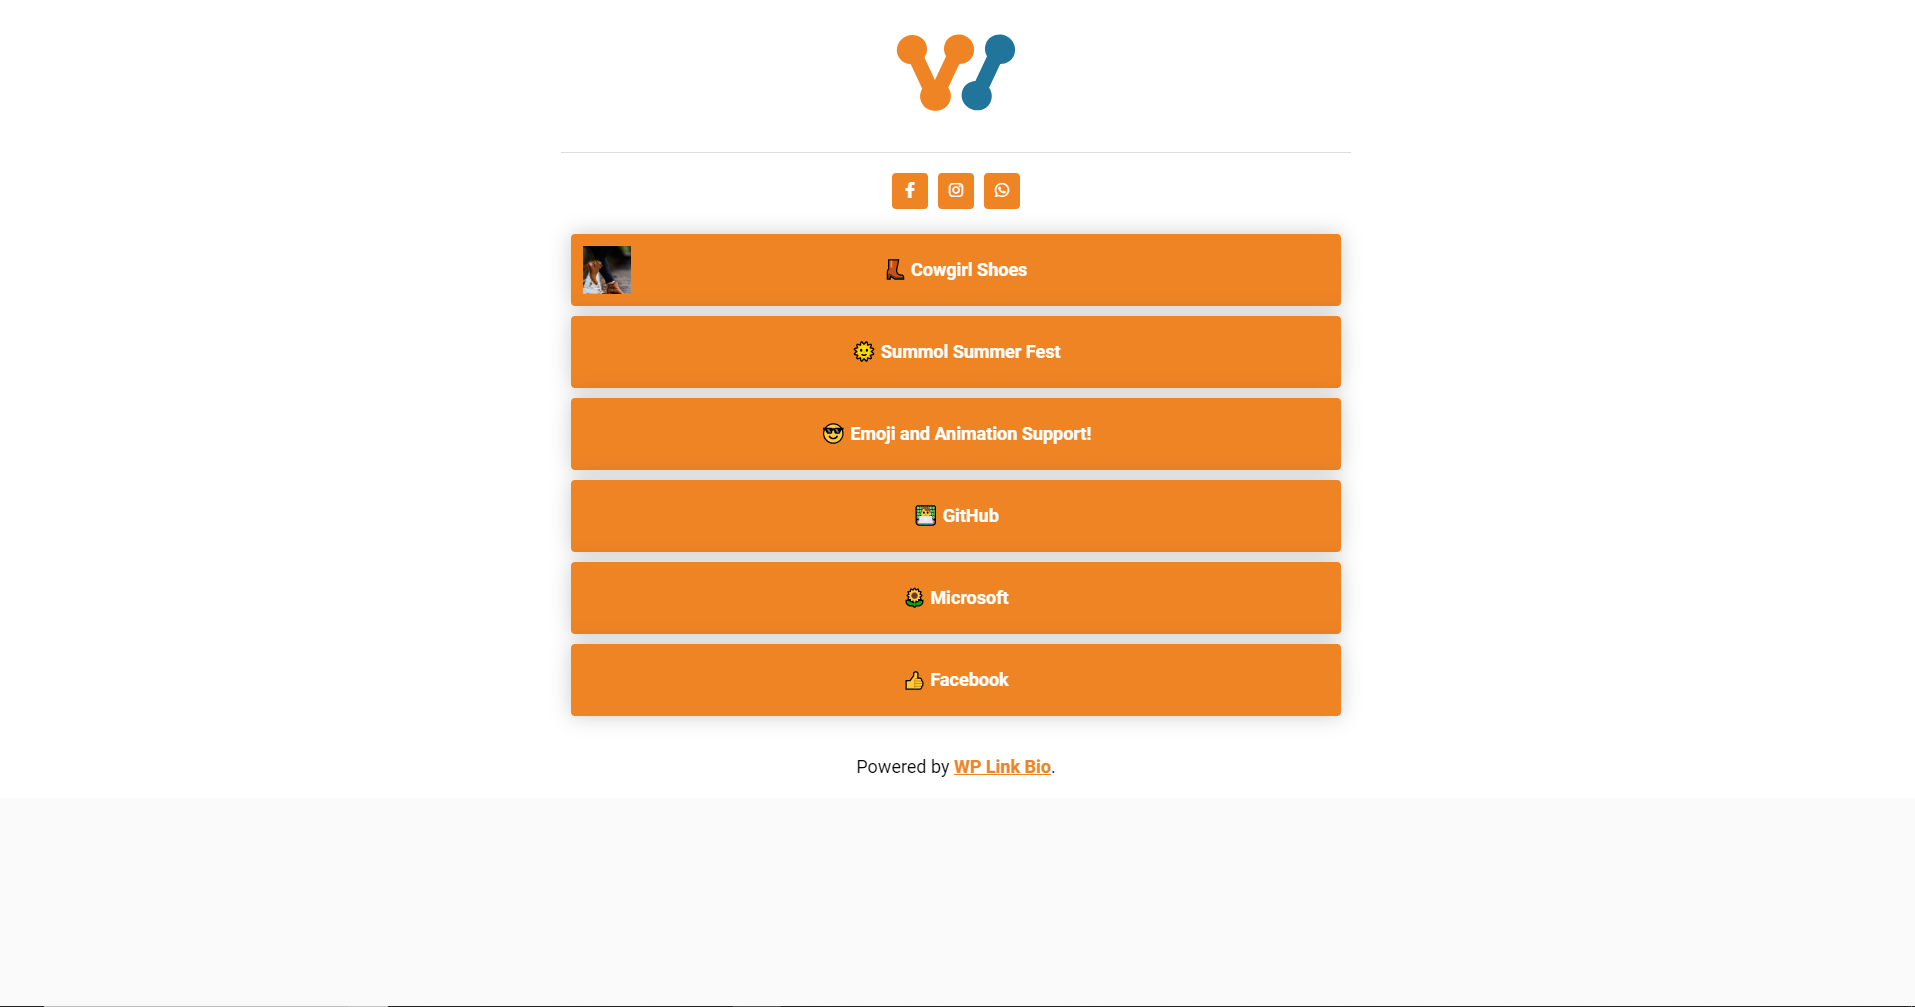 👢 Cowgirl Shoes
🌞 Summol Summer Fest
😎 Emoji and Animation Support!
👨‍💻 GitHub
🌻 Microsoft
👍 Facebook
Powered by WP Link Bio.